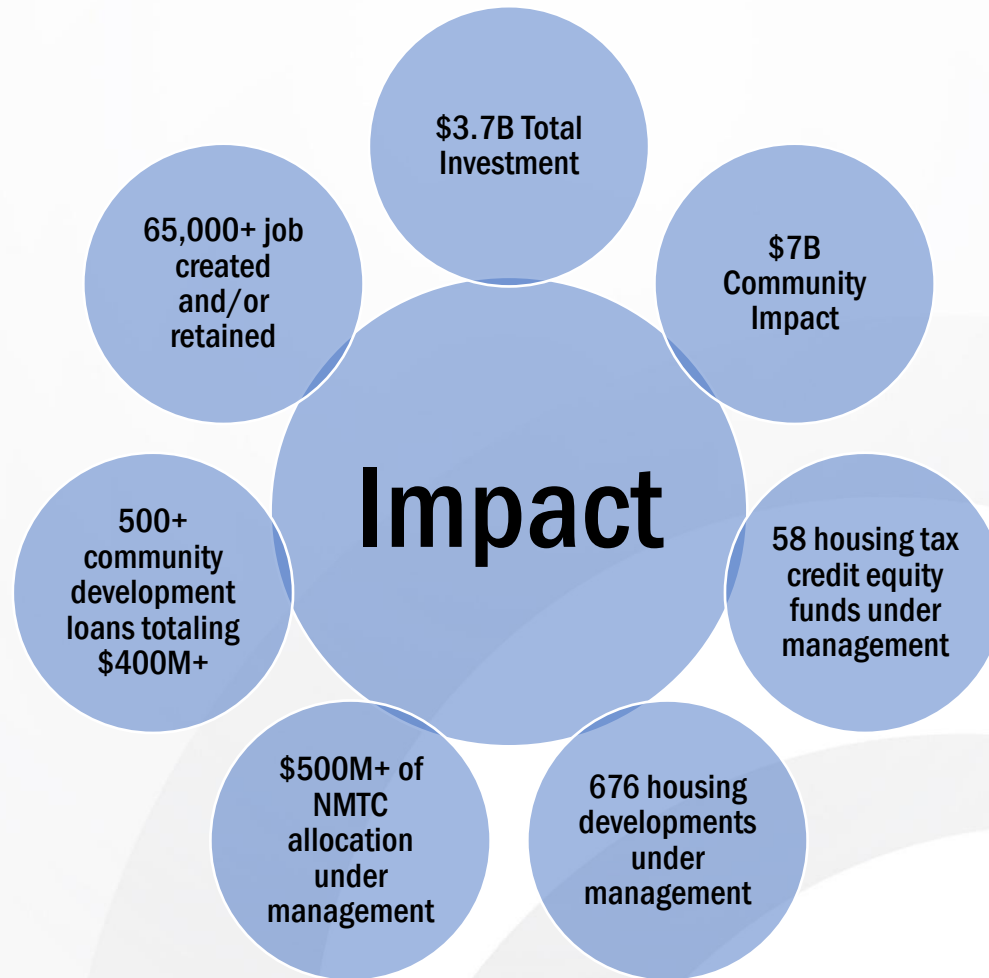 $3.7B Total
Investment
$7B
Community
Impact
58 housing tax
credit equity
funds under
management
676 housing
developments
under
management
$500M+ of
NMTC
allocation
under
management
500+
community
development
loans totaling
$400M+
65,000+ job
created
and/or
retained
Impact